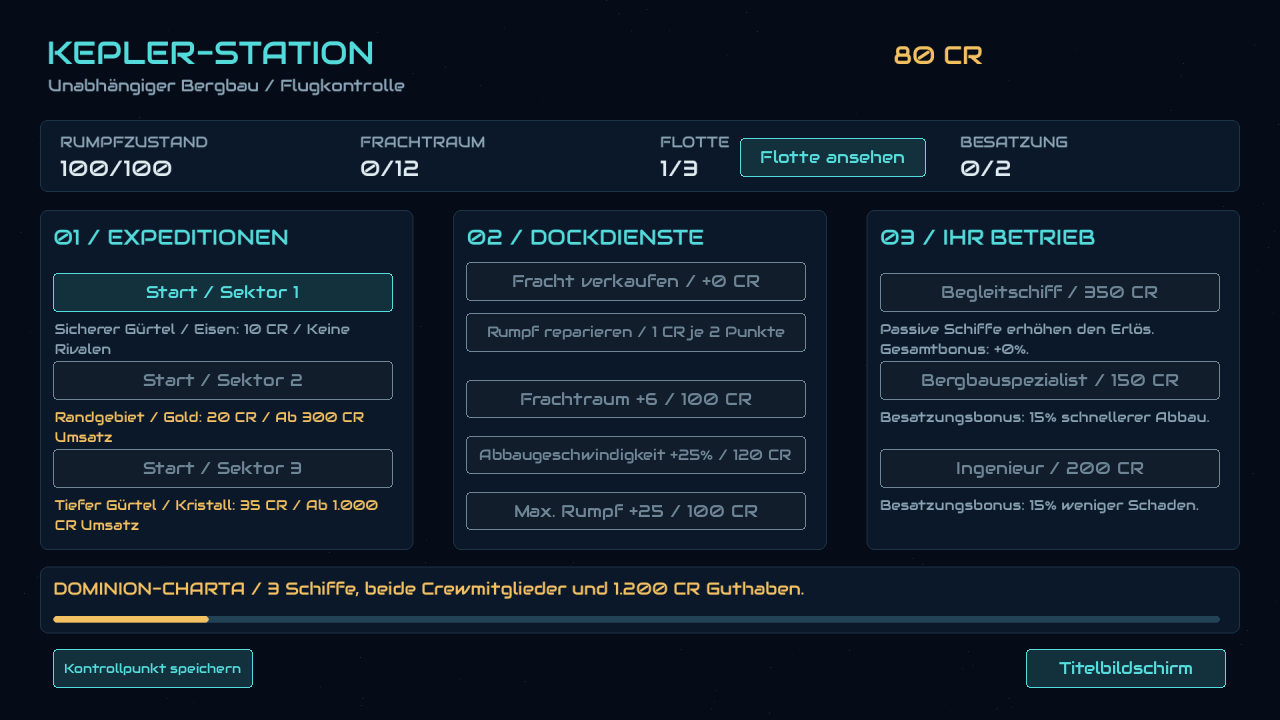 KEPLER-STATION
80 CR
Unabhängiger Bergbau / Flugkontrolle
RUMPFZUSTAND
100/100
FRACHTRAUM
0/12
FLOTTE
1/3
Flotte ansehen
BESATZUNG
0/2
01 / EXPEDITIONEN
Start / Sektor 1
Sicherer Gürtel / Eisen: 10 CR / Keine
Rivalen
Start / Sektor 2
Randgebiet / Gold: 20 CR / Ab 300 CR
Umsatz
Start / Sektor 3
Tiefer Gürtel / Kristall: 35 CR / Ab 1.000
CR Umsatz
02 / DOCKDIENSTE
Fracht verkaufen / +0 CR
Rumpf reparieren / 1 CR je 2 Punkte
Frachtraum +6 / 100 CR
Abbaugeschwindigkeit +25% / 120 CR
Max. Rumpf +25 / 100 CR
03 / IHR BETRIEB
Begleitschiff / 350 CR
Passive Schiffe erhöhen den Erlös.
Gesamtbonus: +0%.
Bergbauspezialist / 150 CR
Besatzungsbonus: 15% schnellerer Abbau.
Ingenieur / 200 CR
Besatzungsbonus: 15% weniger Schaden.
DOMINION-CHARTA / 3 Schiffe, beide Crewmitglieder und 1.200 CR Guthaben.
Kontrollpunkt speichern
Titelbildschirm